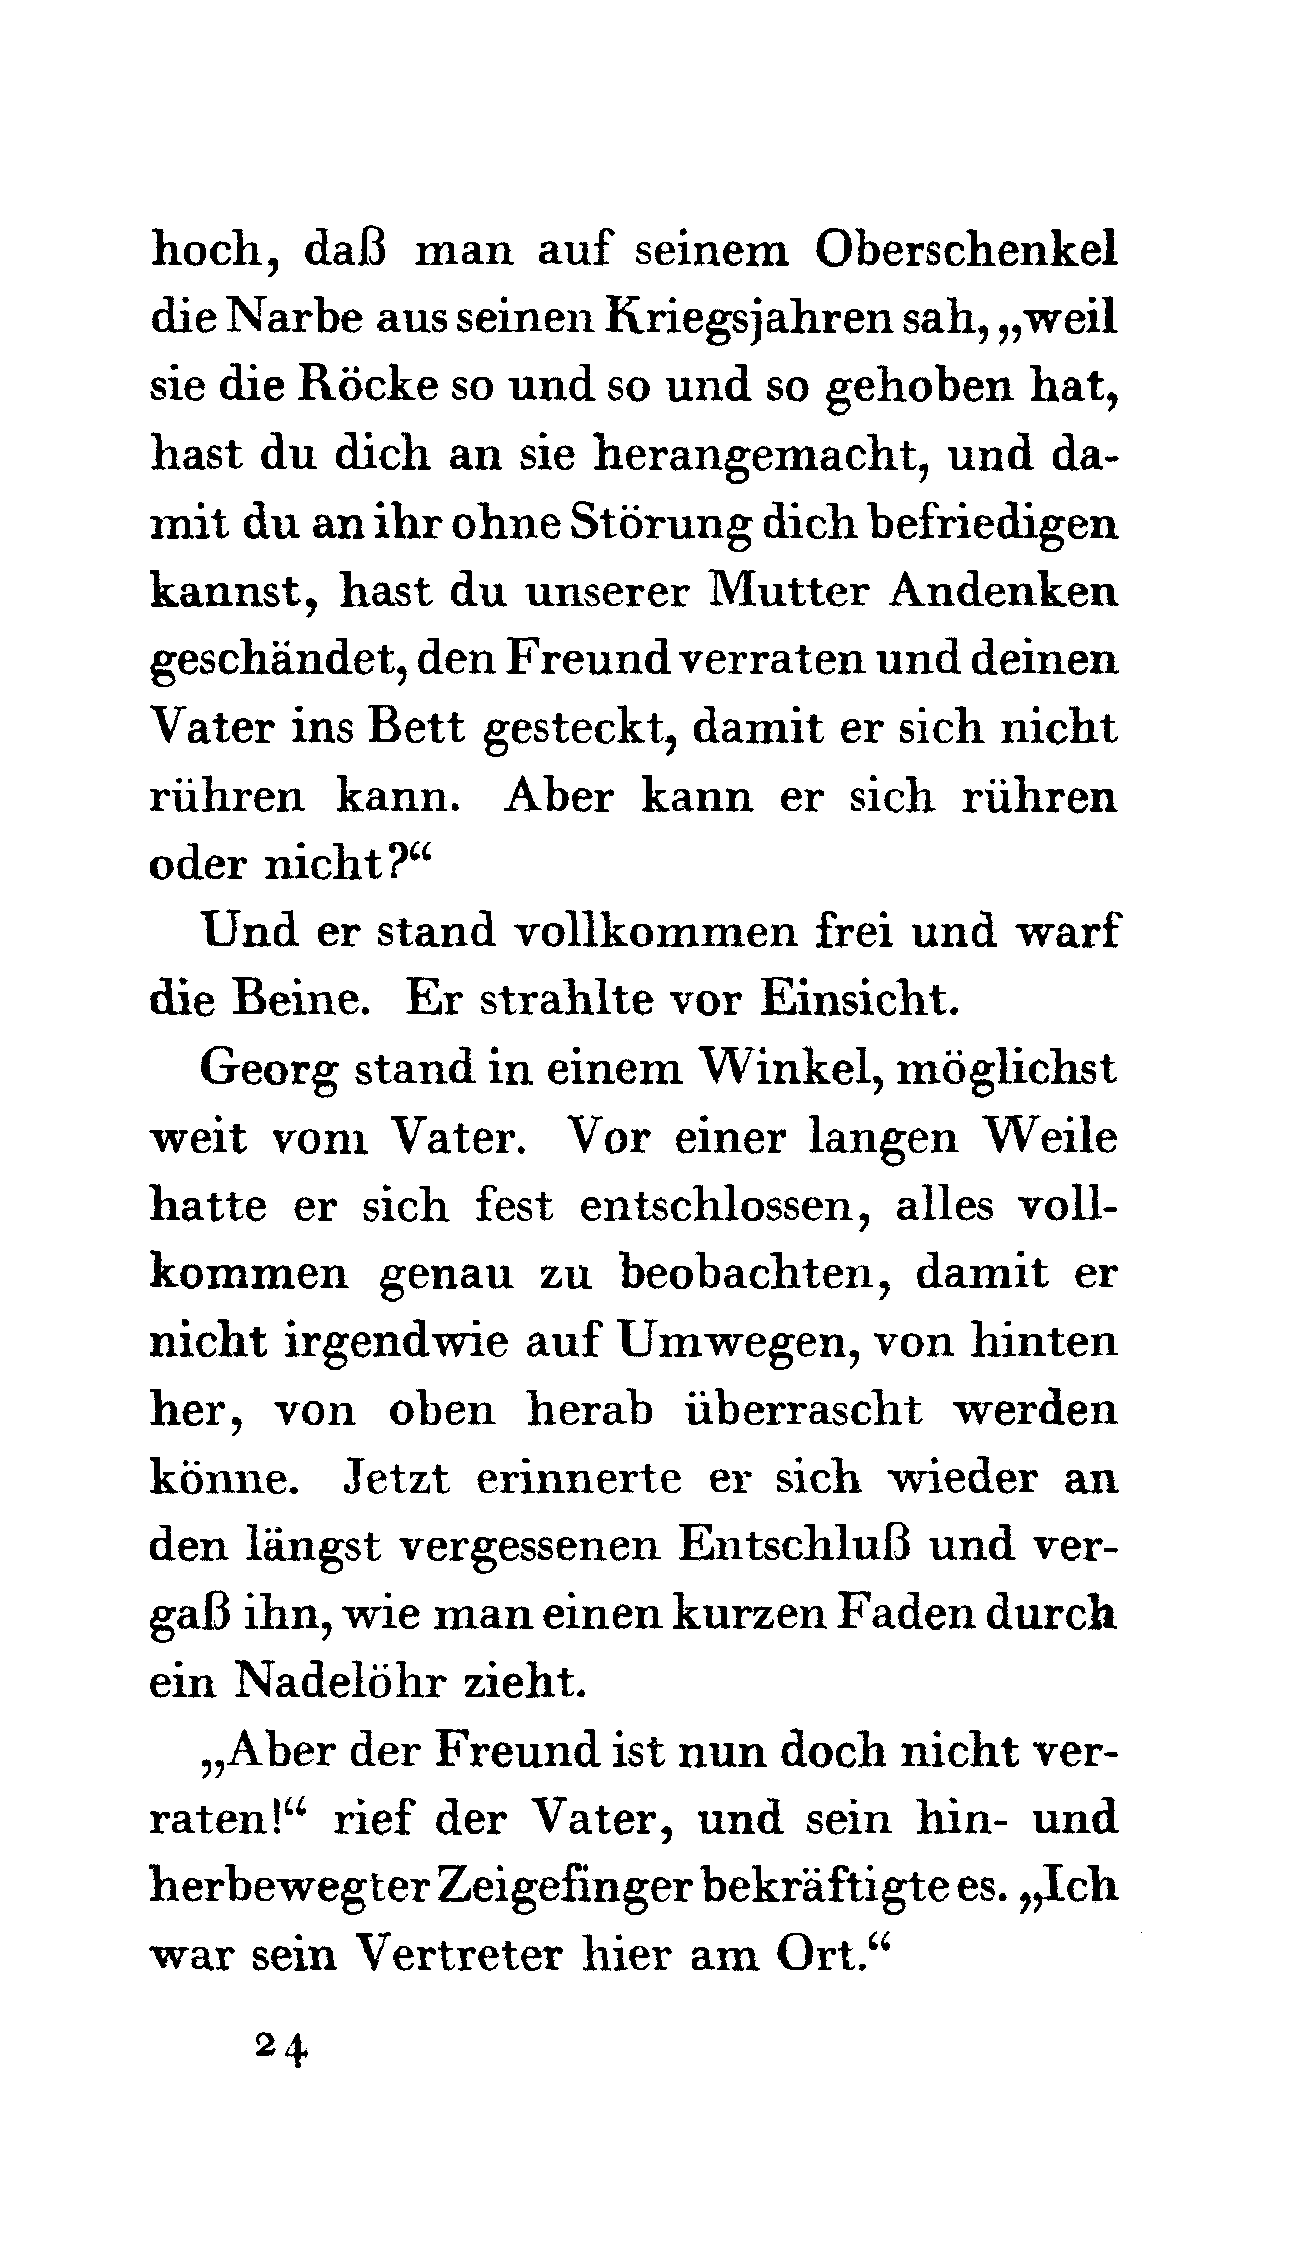 hoch, daß man auf seinem Oberschenkel
die Narbe aus seinen Kriegsjahren sah, „weil
sie die Röcke so und so und so gehoben hat,
hast du dich an sie herangemacht, und da-
mit du an ihr ohne Störung dich befriedigen
kannst, hast du unserer Mutter Andenken
geschändet, den Freund verraten und deinen
Vater ins Bett gesteckt, damit er sich nicht
rühren kann. Aber kann er sich rühren
oder nicht?“
Und er stand vollkommen frei und warf
die Beine. Er strahlte vor Einsicht.
Georg stand in einem Winkel, möglichst
weit vom Vater. Vor einer langen Weile
hatte er sich fest entschlossen, alles voll-
kommen genau zu beobachten, damit er
nicht irgendwie auf Umwegen, von hinten
her, von oben herab überrascht werden
könne. Jetzt erinnerte er sich wieder an
den längst vergessenen Entschluß und ver-
gaß ihn, wie man einen kurzen Faden durch
ein Nadelöhr zieht.
„Aber der Freund ist nun doch nicht ver-
raten!“ rief der Vater, und sein hin- und
herbewegter Zeigefinger bekräftigte es. „Ich
war sein Vertreter hier am Ort.“
24